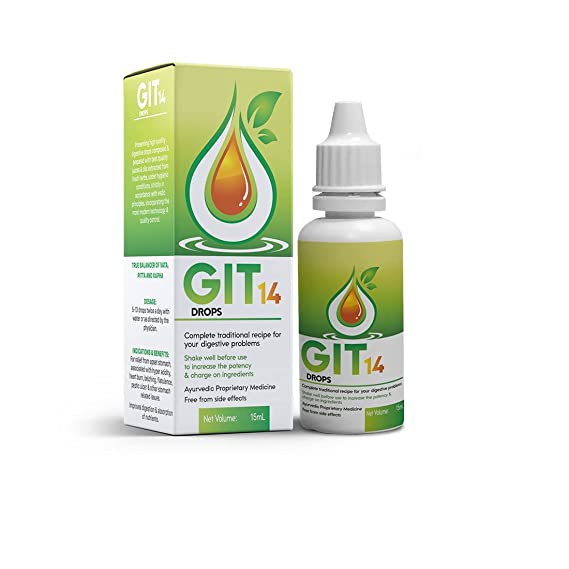 GIT14
DROPS
Presenting high quality
digestive drops composed &
prepared with best quality
juices & oils extracted from
fresh herbs, under hygienic
conditions, strictly in
accordance with vedic
principles, incorporating the
most modern technology &
quality control.
TRUE BALANCER OF VATA,
PITTA AND KAPHA
DOSAGE:
5-10 drops twice a day with
water or as directed by the
physician.
INDICATIONS & BENEFITS:
For relief from upset stomach,
associated with hyper acidity,
heart burn, belching, flatulence,
peptic ulcer & other stomach
related issues.
Improves digestion & absorption
of nutrients.
GIT14
DROPS
Complete traditional recipe for
your digestive problems
Shake well before use
to increase the potency
& charge on ingredients
Ayurvedic Proprietary Medicine
Free from side effects
Net Volume: 15mL
GIT14
DROPS
Complete traditional recipe for your digestive problems
Shake well before use to increase the potency &
charge on ingredients
Ayurvedic Proprietary Medicine
Free from side effects
15mL